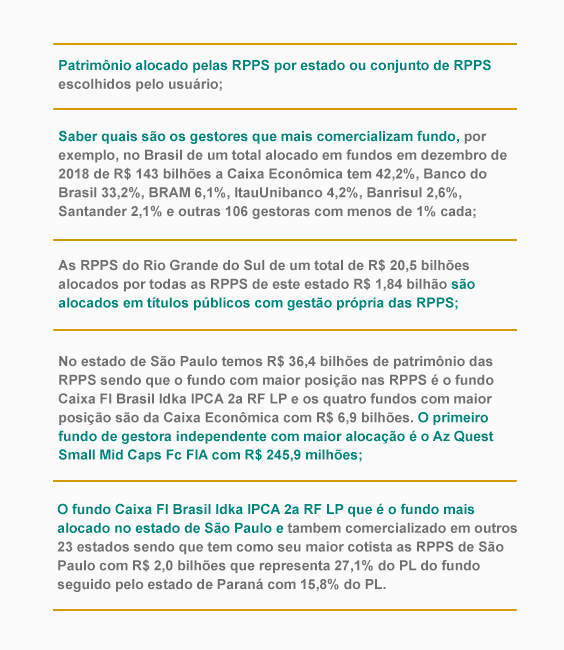 Patrimônio alocado pelas RPPS por estado ou conjunto de RPPS
escolhidos pelo usuário;
Saber quais são os gestores que mais comercializam fundo, por
exemplo, no Brasil de um total alocado em fundos em dezembro de
2018 de R$ 143 bilhões a Caixa Econômica tem 42,2%, Banco do
Brasil 33,2%, BRAM 6,1%, ItauUnibanco 4,2%, Banrisul 2,6%,
Santander 2,1% e outras 106 gestoras com menos de 1% cada;
As RPPS do Rio Grande do Sul de um total de R$ 20,5 bilhões
alocados por todas as RPPS de este estado R$ 1,84 bilhão são
alocados em títulos públicos com gestão própria das RPPS;
No estado de São Paulo temos R$ 36,4 bilhões de patrimônio das
RPPS sendo que o fundo com maior posição nas RPPS é o fundo
Caixa FI Brasil Idka IPCA 2a RF LP e os quatro fundos com maior
posição são da Caixa Econômica com R$ 6,9 bilhões. O primeiro
fundo de gestora independente com maior alocação é o Az Quest
Small Mid Caps Fc FIA com R$ 245,9 milhões;
O fundo Caixa FI Brasil Idka IPCA 2a RF LP que é o fundo mais
alocado no estado de São Paulo e tambem comercializado em outros
23 estados sendo que tem como seu maior cotista as RPPS de São
Paulo com R$ 2,0 bilhões que representa 27,1% do PL do fundo
seguido pelo estado de Paraná com 15,8% do PL.